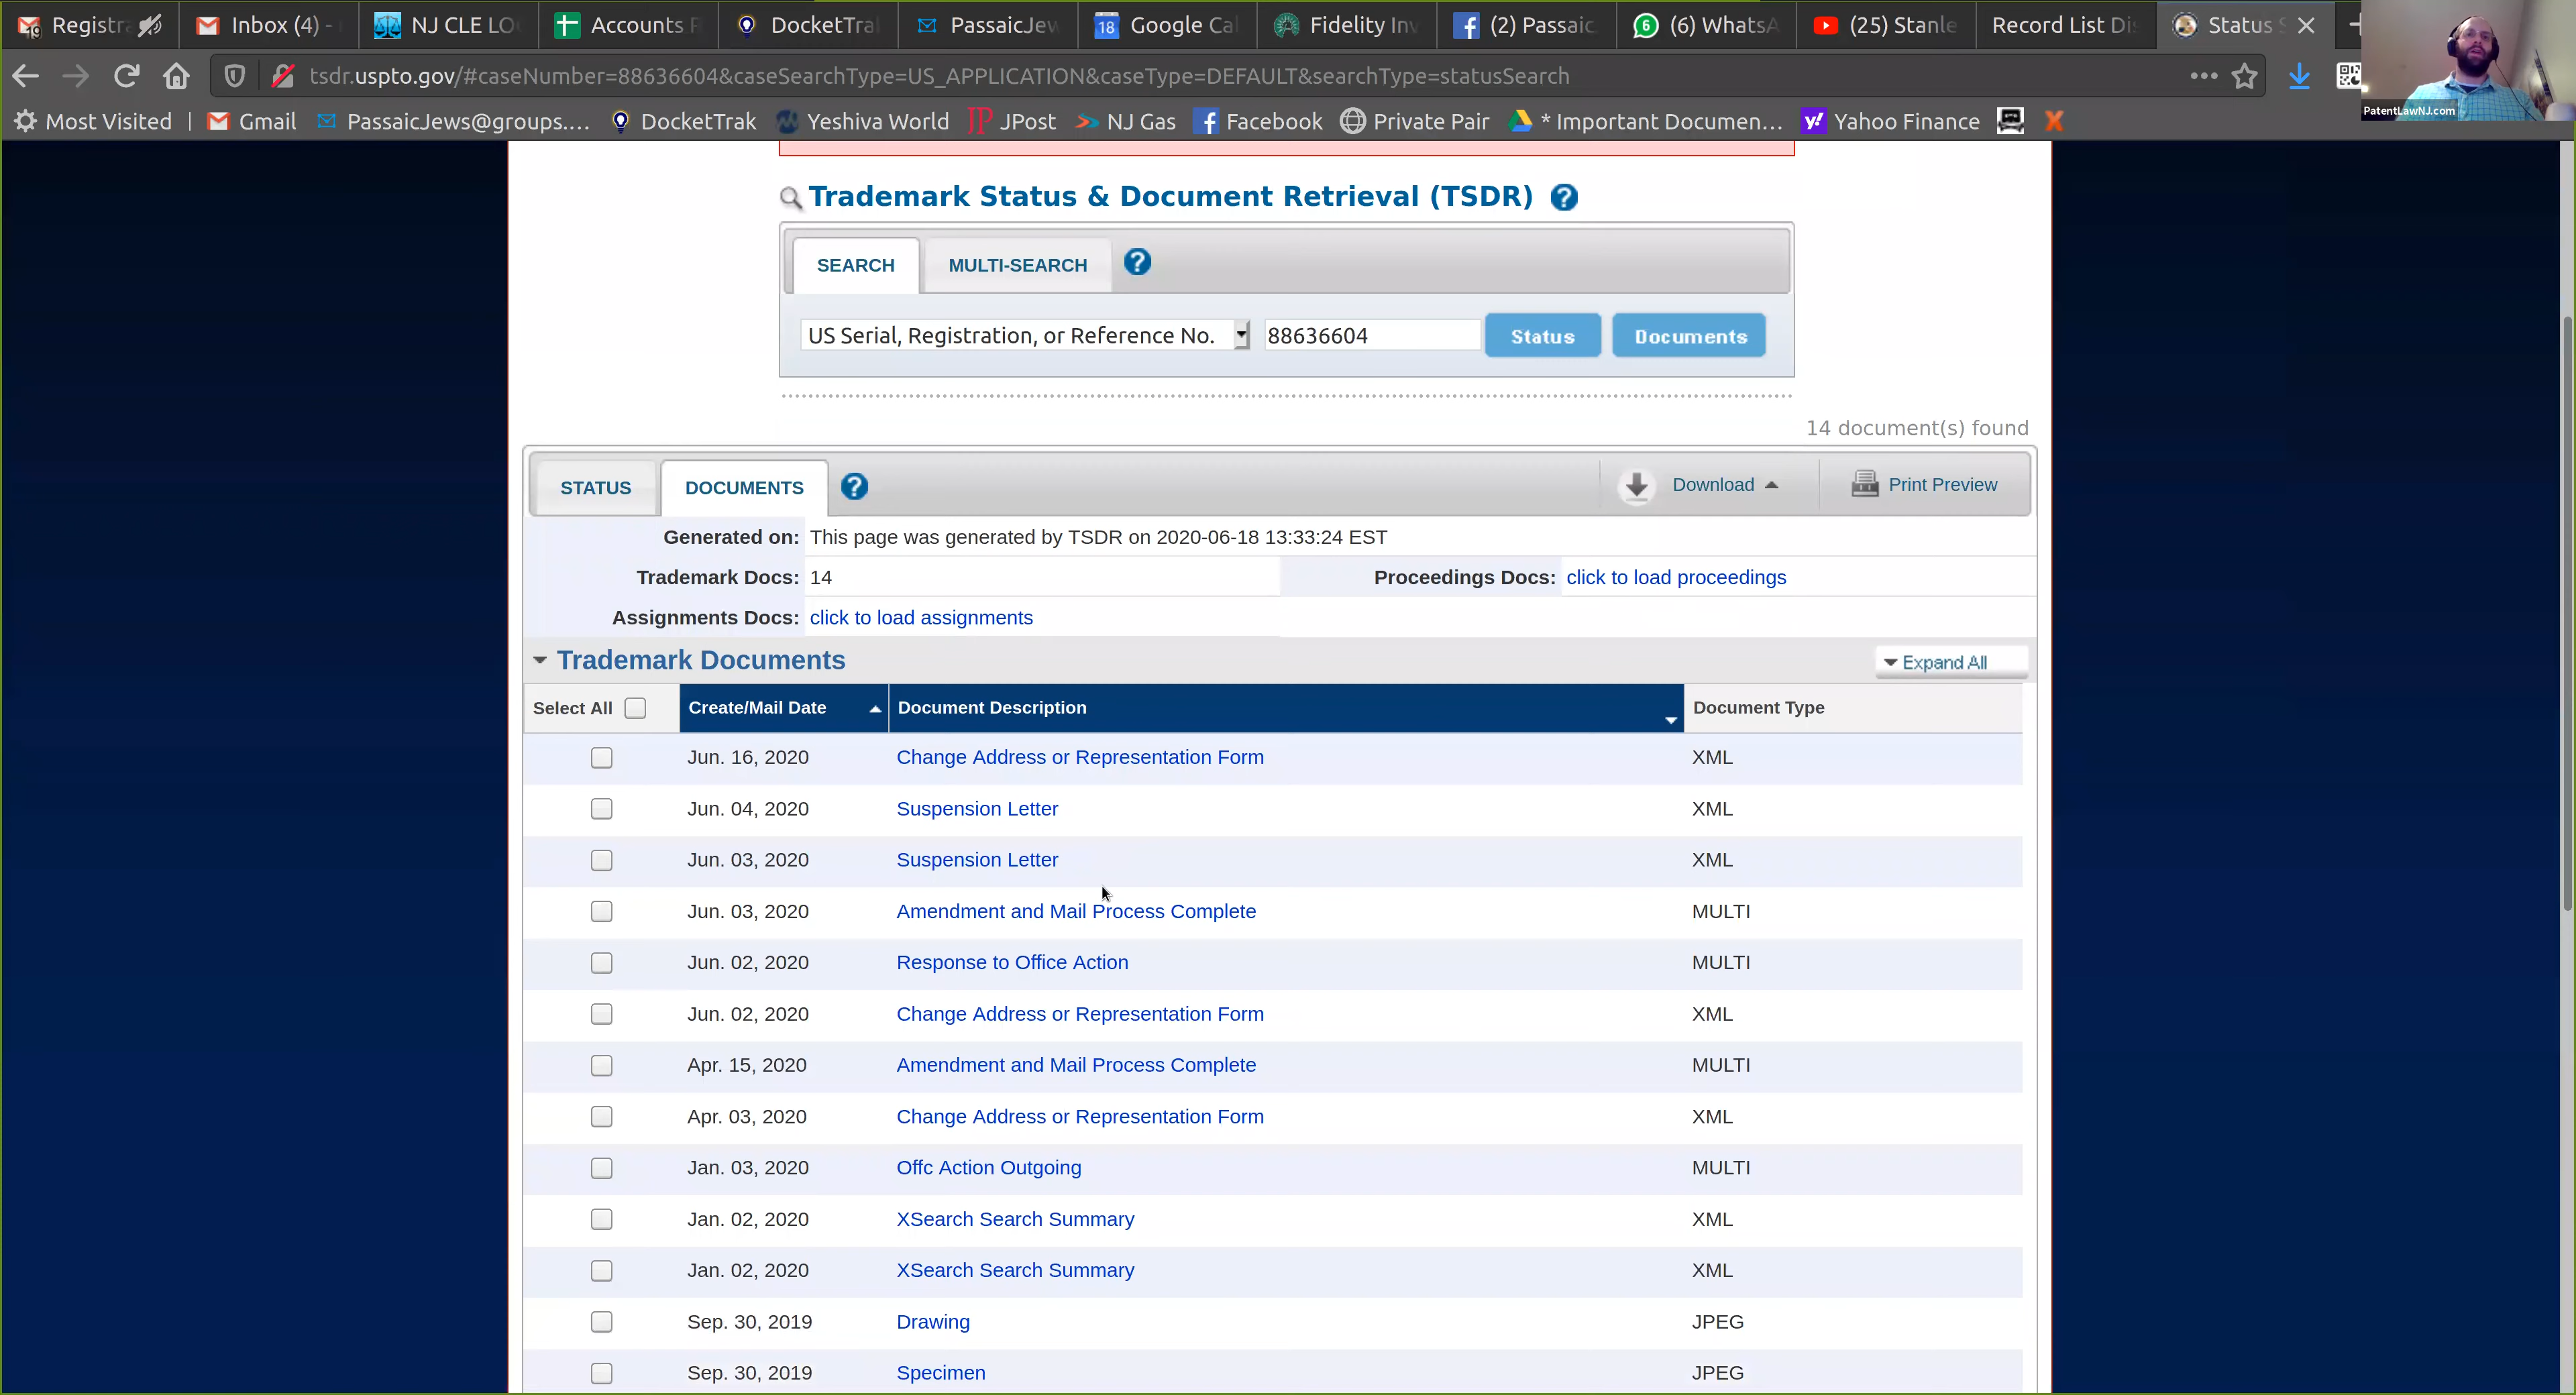 Registra Inbox (4) - NJ CLE LO Accounts R DocketTral PassaicJew Google Cal Fidelity Inv (2) Passaic (6) WhatsA (25) Stanle Record List Dis Status S
tsdr.uspto.gov/#caseNumber=88636604&caseSearchType=US_APPLICATION&caseType=DEFAULT&searchType=statusSearch
Most Visited Gmail PassaicJews@groups.... DocketTrak Yeshiva World JPost NJ Gas Facebook Private Pair * Important Documen... Yahoo Finance
PatentLawNJ.com
Trademark Status & Document Retrieval (TSDR) ?
SEARCH MULTI-SEARCH ?
US Serial, Registration, or Reference No. 88636604 Status Documents
14 document(s) found
STATUS DOCUMENTS ? Download Print Preview
Generated on: This page was generated by TSDR on 2020-06-18 13:33:24 EST
Trademark Docs: 14 Proceedings Docs: click to load proceedings
Assignments Docs: click to load assignments
Trademark Documents Expand All
Select All Create/Mail Date Document Description Document Type
Jun. 16, 2020 Change Address or Representation Form XML
Jun. 04, 2020 Suspension Letter XML
Jun. 03, 2020 Suspension Letter XML
Jun. 03, 2020 Amendment and Mail Process Complete MULTI
Jun. 02, 2020 Response to Office Action MULTI
Jun. 02, 2020 Change Address or Representation Form XML
Apr. 15, 2020 Amendment and Mail Process Complete MULTI
Apr. 03, 2020 Change Address or Representation Form XML
Jan. 03, 2020 Offc Action Outgoing MULTI
Jan. 02, 2020 XSearch Search Summary XML
Jan. 02, 2020 XSearch Search Summary XML
Sep. 30, 2019 Drawing JPEG
Sep. 30, 2019 Specimen JPEG